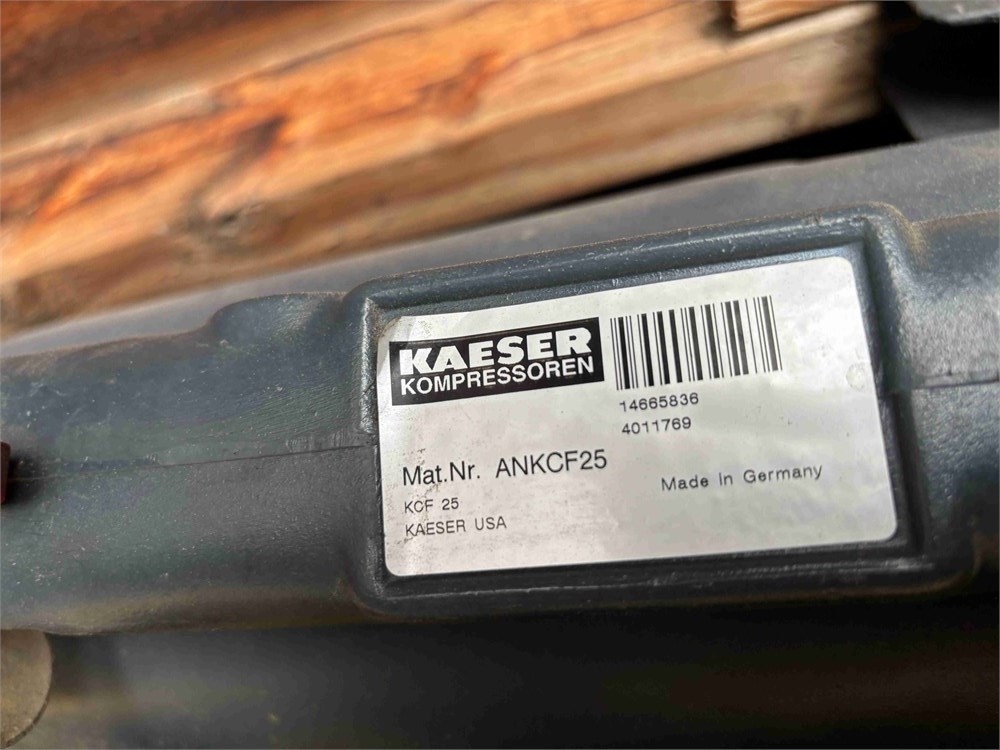 KAESER
KOMPRESSOREN
14665836
4011769
Mat.Nr. ANKCF25
KCF 25
KAESER USA
Made in Germany